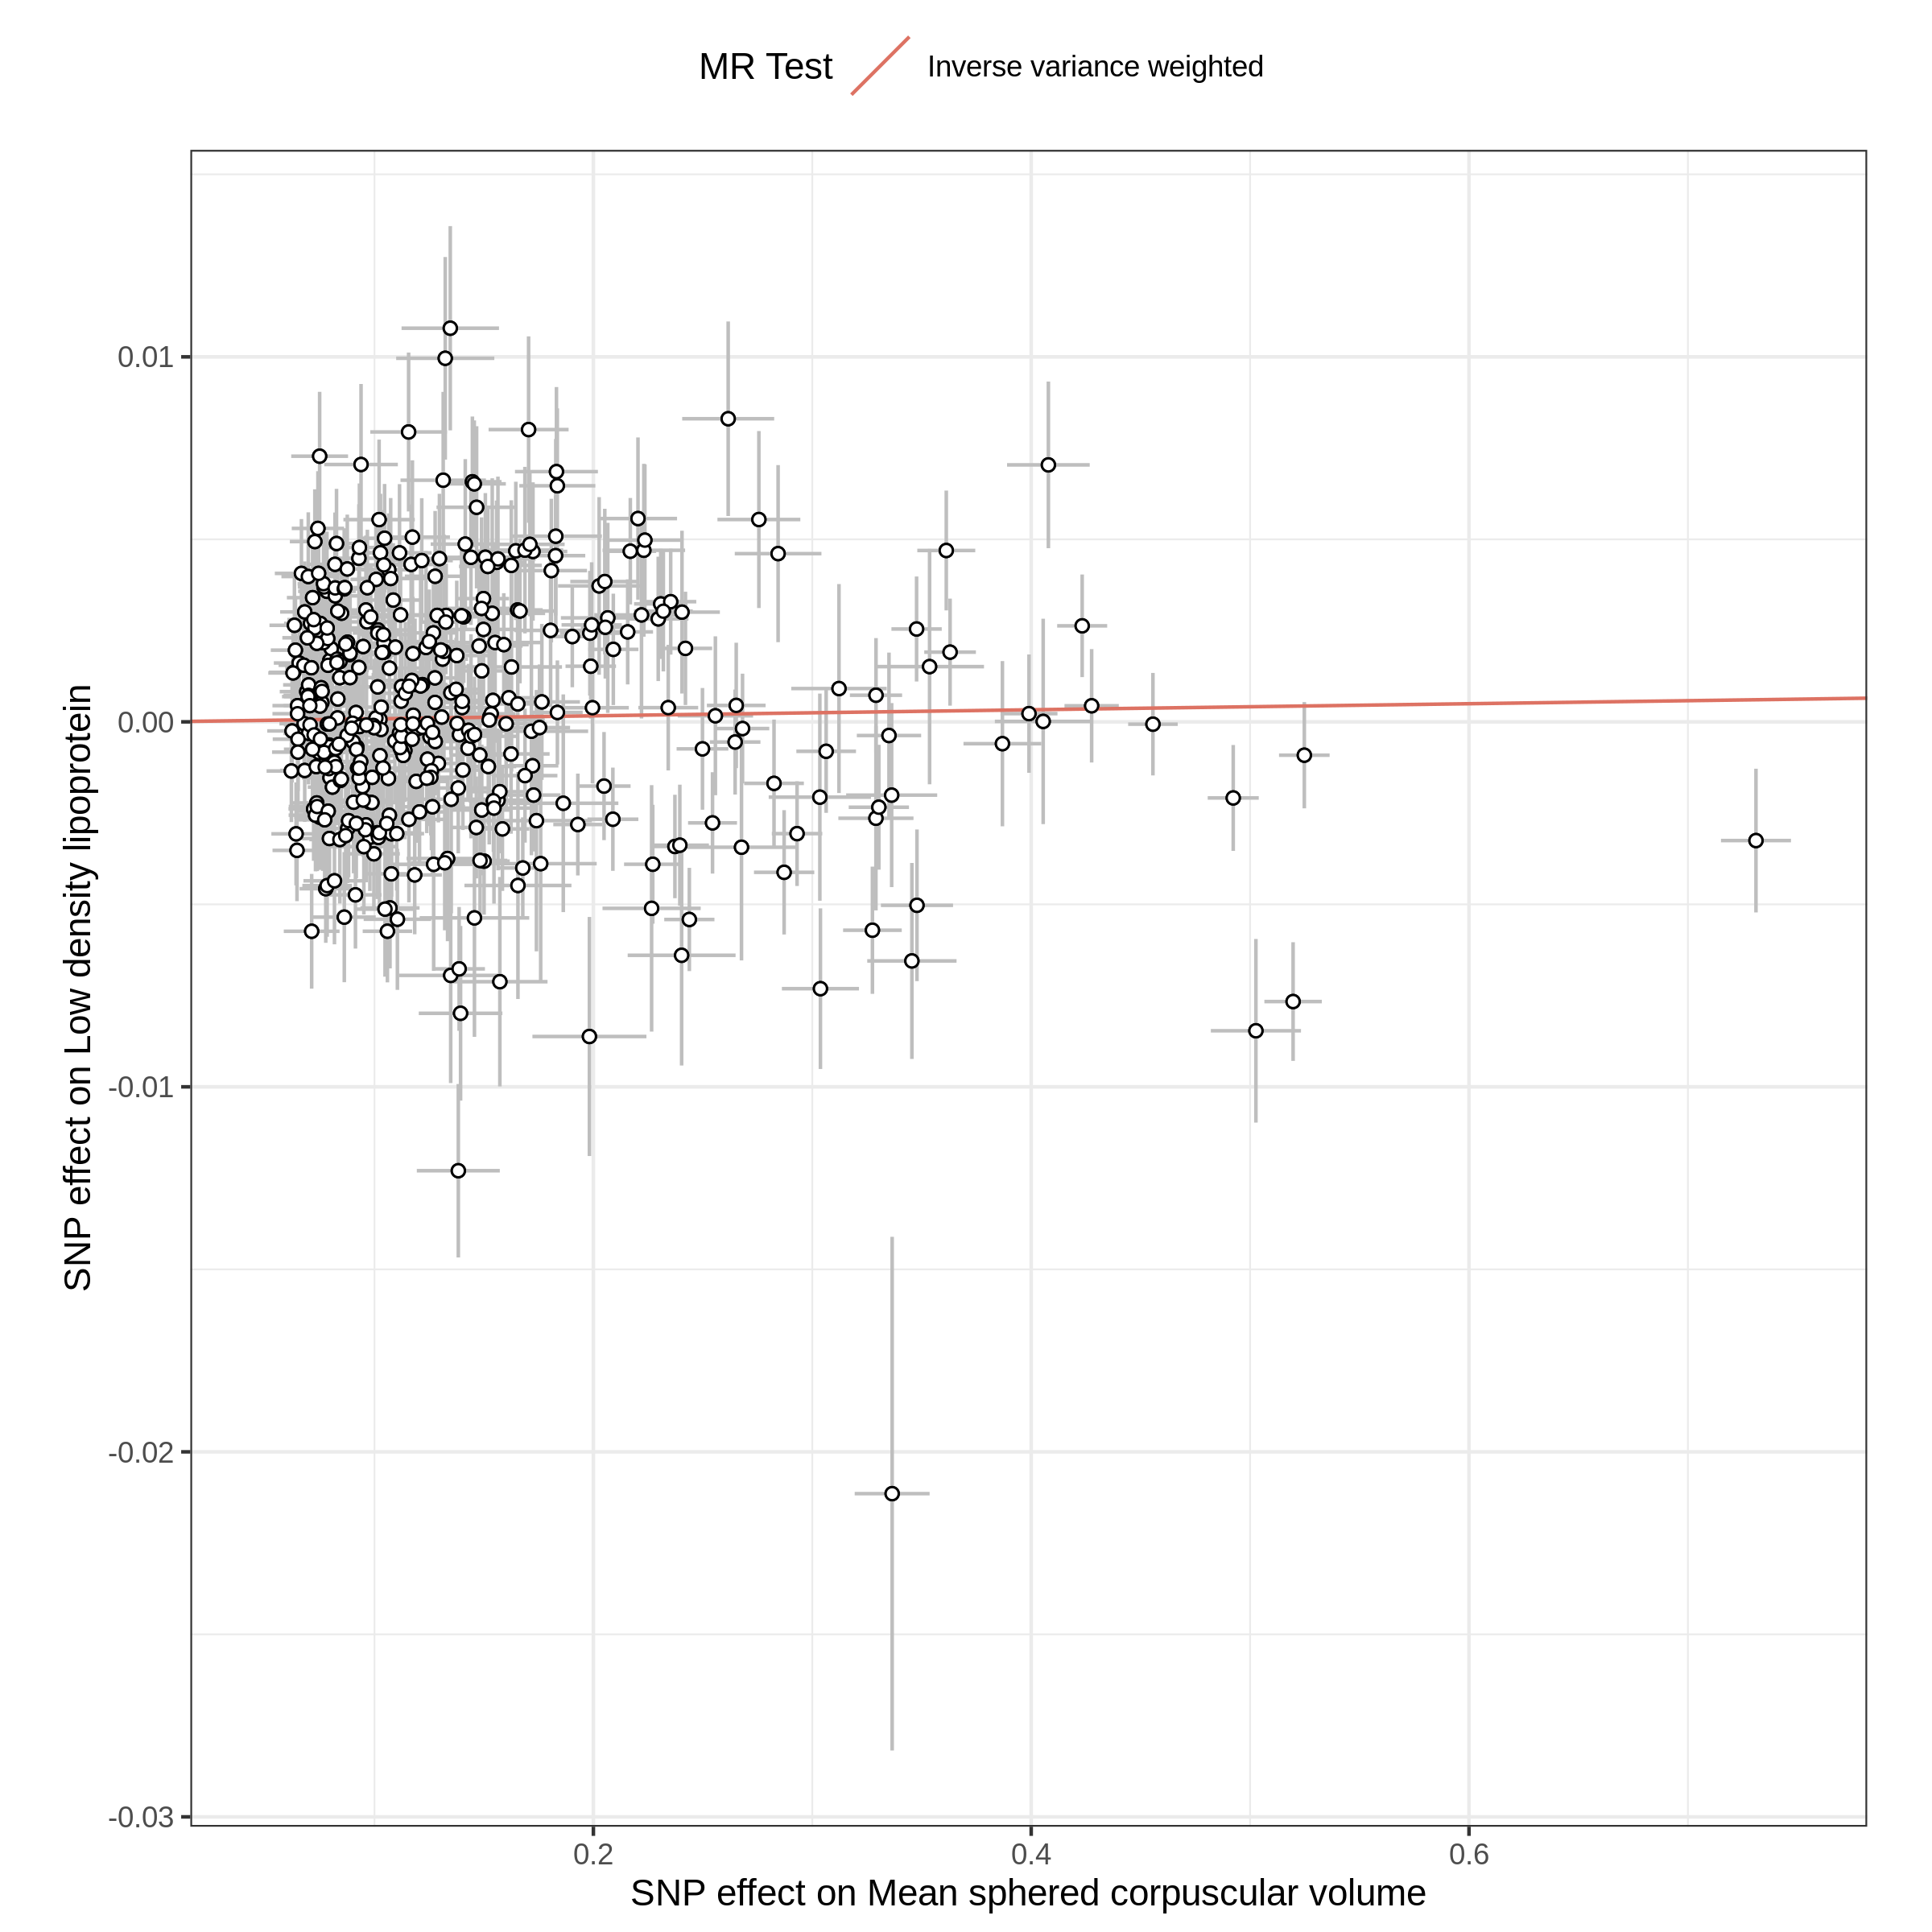 MR Test
Inverse variance weighted
SNP effect on Low density lipoprotein
0.01
0.00
-0.01
-0.02
-0.03
0.2
0.4
0.6
SNP effect on Mean sphered corpuscular volume